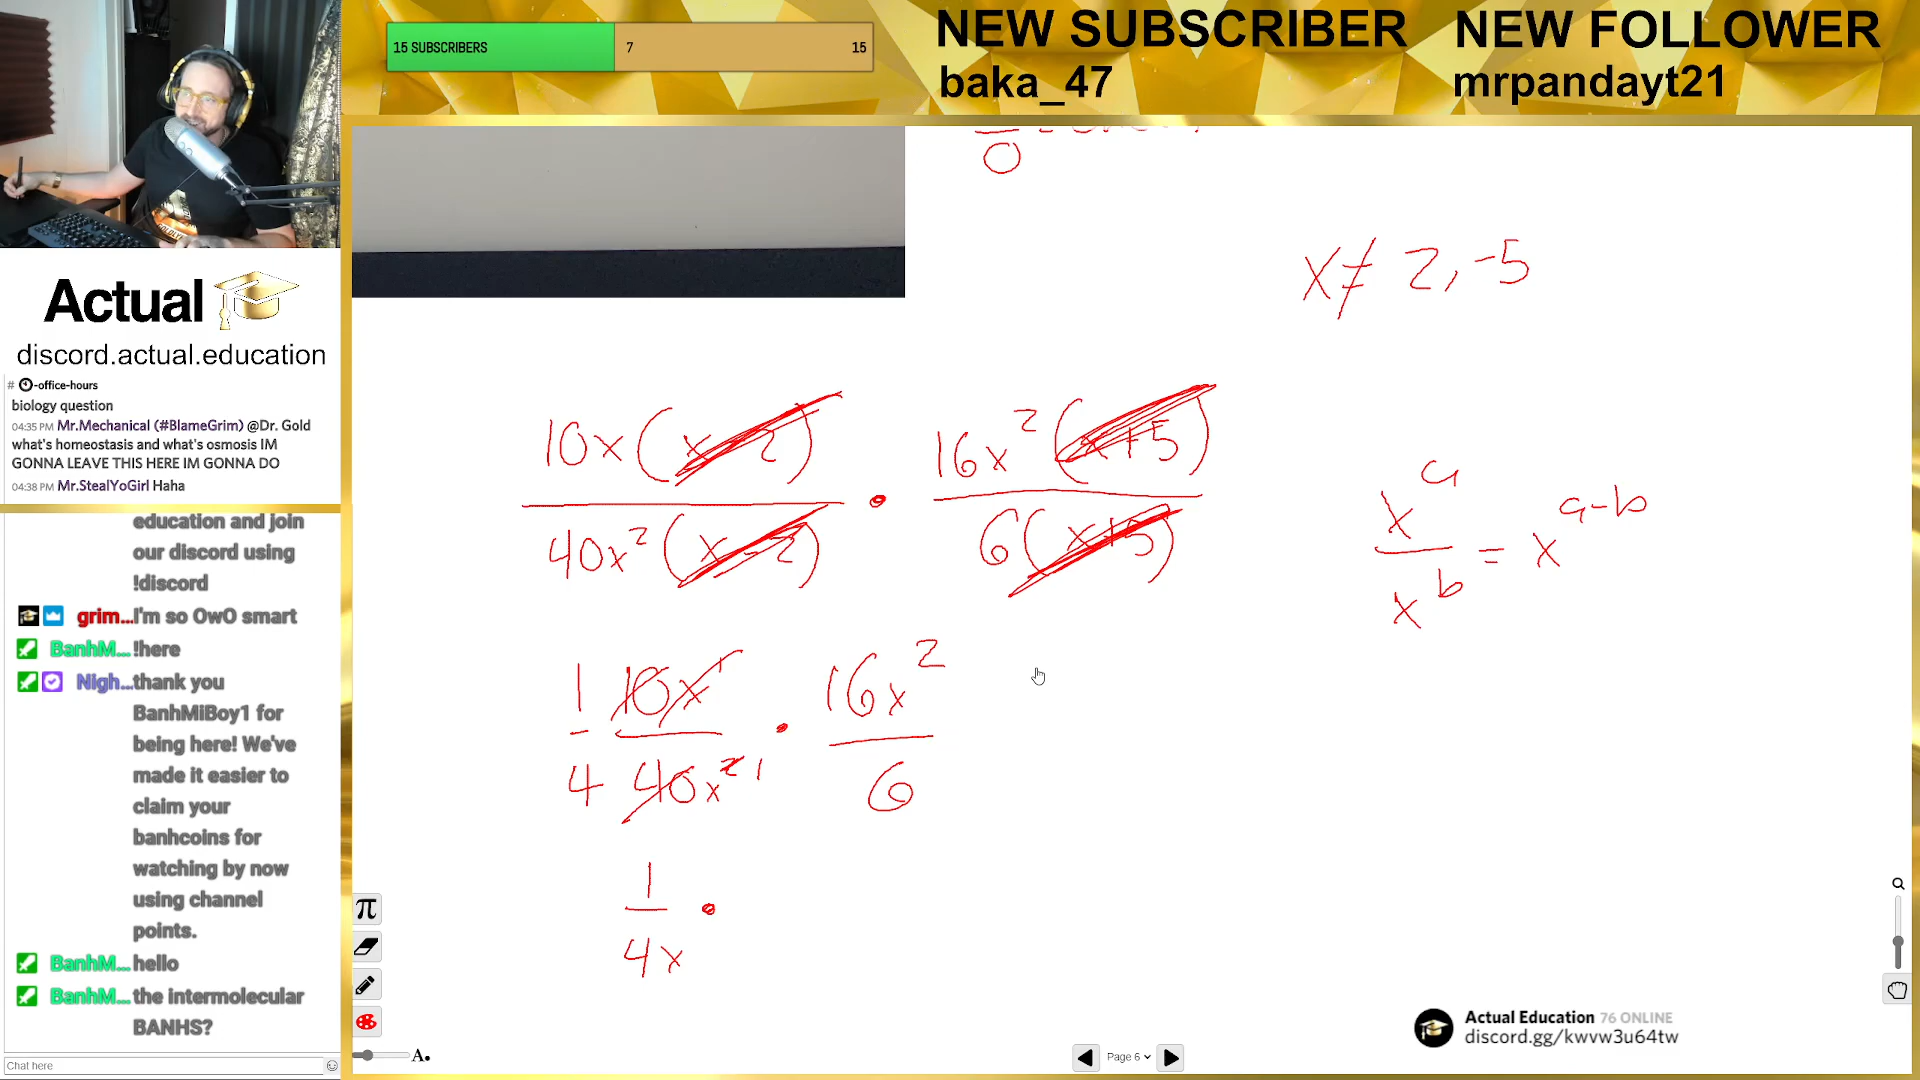 15 SUBSCRIBERS 7 15
NEW SUBSCRIBER
baka_47
NEW FOLLOWER
mrpandayt21
Actual
discord.actual.education
# -office-hours
biology question
04:35 PM Mr.Mechanical (#BlameGrim) @Dr. Gold
what's homeostasis and what's osmosis IM
GONNA LEAVE THIS HERE IM GONNA DO
04:38 PM Mr.StealYoGirl Haha
education and join
our discord using
!discord
grim...I'm so OwO smart
BanhM... !here
Nigh...thank you
BanhMiBoy1 for
being here! We've
made it easier to
claim your
banhcoins for
watching by now
using channel
points.
BanhM... hello
BanhM... the intermolecular
BANHS?
Chat here
0
x ≠ 2, -5
10x(x-2) 16x²(x+5)
40x²(x-2) • 6(x+5)
x^a
x^b = x^(a-b)
1 10x¹ • 16x²
4 40x² 1 6
1 •
4x
π
A•
Page 6
Actual Education 76 ONLINE
discord.gg/kwvw3u64tw